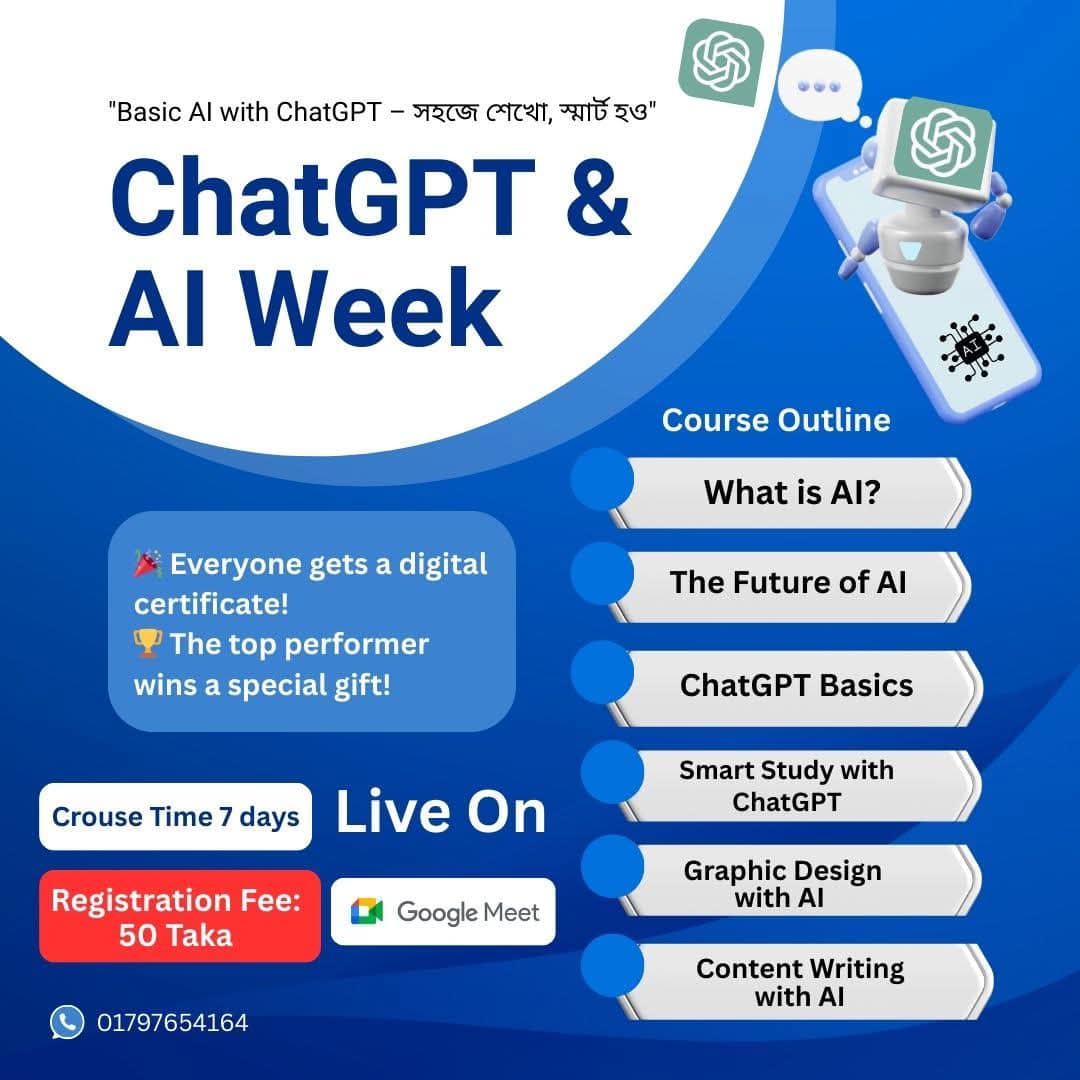 "Basic AI with ChatGPT – সহজে শেখো, স্মার্ট হও"
ChatGPT &
AI Week
AI
Course Outline
What is AI?
The Future of AI
ChatGPT Basics
Smart Study with
ChatGPT
Graphic Design
with AI
Content Writing
with AI
🎉 Everyone gets a digital
certificate!
🏆 The top performer
wins a special gift!
Crouse Time 7 days
Live On
Registration Fee:
50 Taka
Google Meet
01797654164